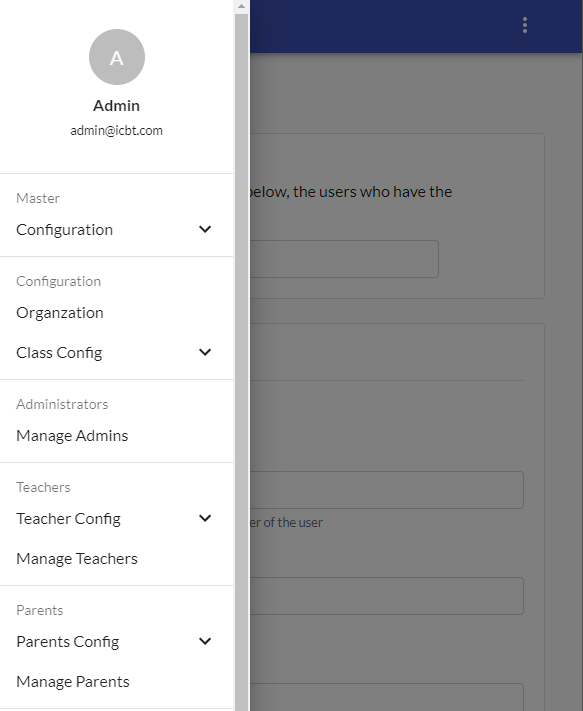 A
Admin
admin@icbt.com
Master
Configuration
Configuration
Organzation
Class Config
Administrators
Manage Admins
Teachers
Teacher Config
Manage Teachers
Parents
Parents Config
Manage Parents
below, the users who have the
of the user